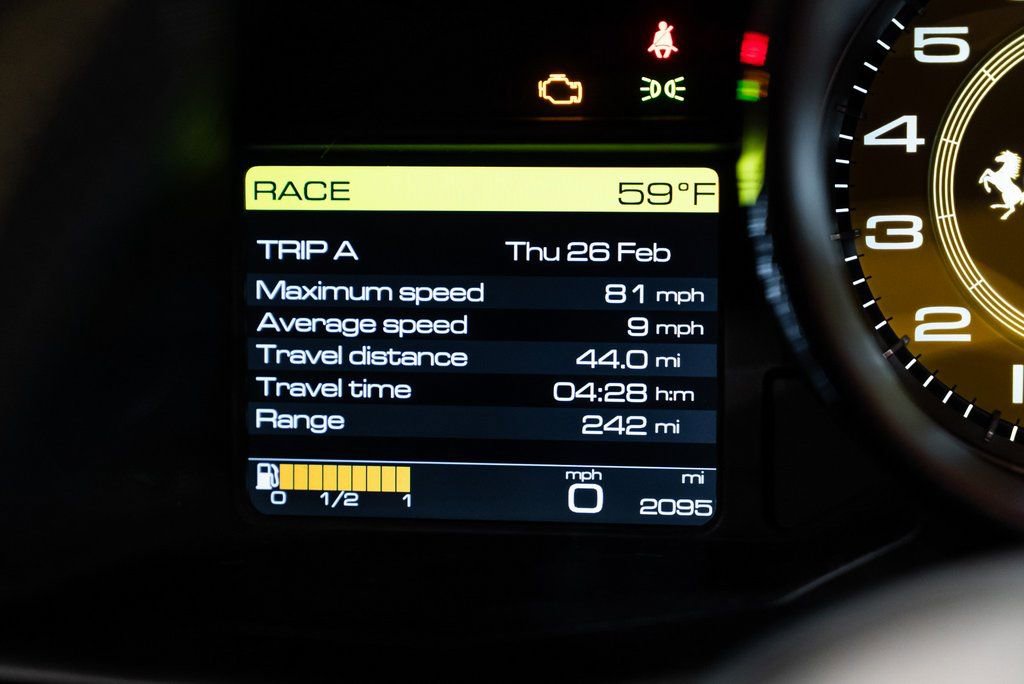 RACE 59°F
TRIP A Thu 26 Feb
Maximum speed 81 mph
Average speed 9 mph
Travel distance 44.0 mi
Travel time 04:28 h:m
Range 242 mi
mph mi
0 1/2 1 0 2095
5
4
3
2
1